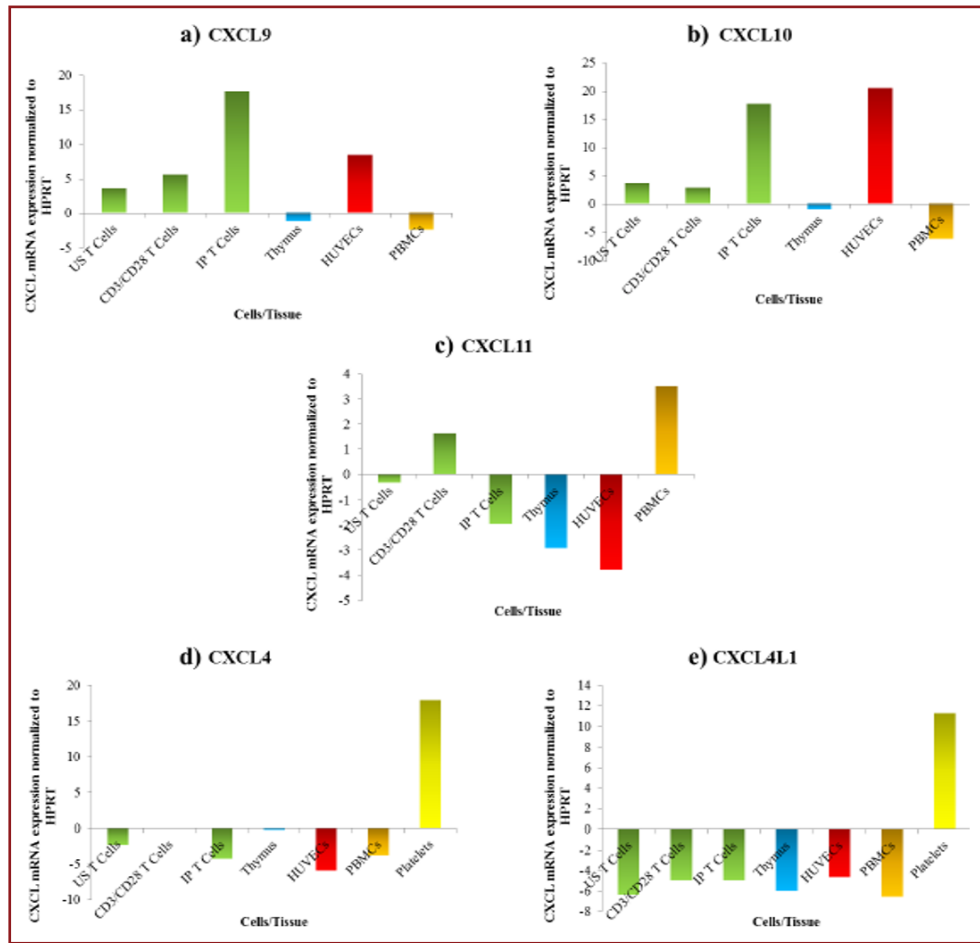 a) CXCL9
CXCL mRNA expression normalized to
HPRT
20
15
10
5
0
-5
US T Cells
CD3/CD28 T Cells
IP T Cells
Thymus
HUVECs
PBMCs
Cells/Tissue
b) CXCL10
CXCL mRNA expression normalized to
HPRT
25
20
15
10
5
0
-5
-10
US T Cells
CD3/CD28 T Cells
IP T Cells
Thymus
HUVECs
PBMCs
Cells/Tissue
c) CXCL11
CXCL mRNA expression normalized to
HPRT
4
3
2
1
0
-1
-2
-3
-4
-5
US T Cells
CD3/CD28 T Cells
IP T Cells
Thymus
HUVECs
PBMCs
Cells/Tissue
d) CXCL4
CXCL mRNA expression normalized to
HPRT
20
15
10
5
0
-5
-10
US T Cells
CD3/CD28 T Cells
IP T Cells
Thymus
HUVECs
PBMCs
Platelets
Cells/Tissue
e) CXCL4L1
CXCL mRNA expression normalized to
HPRT
14
12
10
8
6
4
2
0
-2
-4
-6
-8
US T Cells
CD3/CD28 T Cells
IP T Cells
Thymus
HUVECs
PBMCs
Platelets
Cells/Tissue